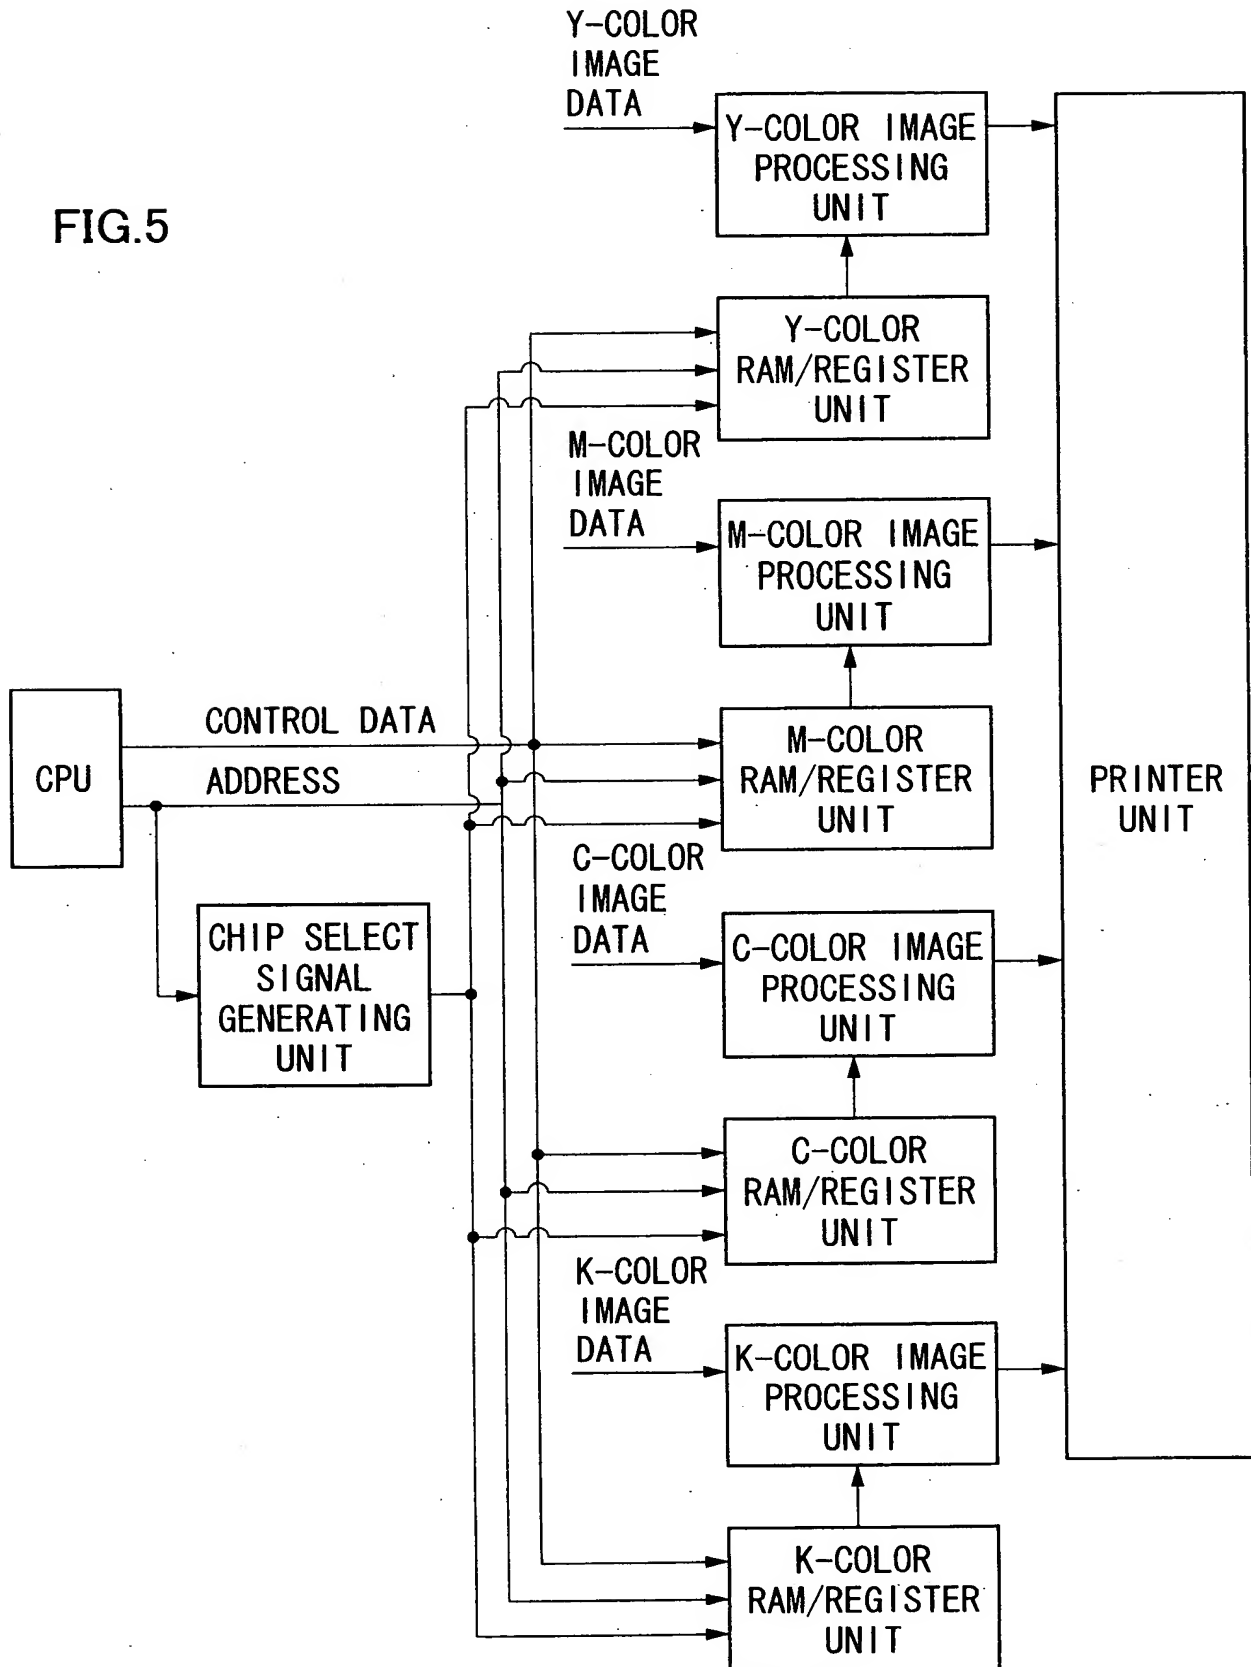 Y-COLOR
IMAGE
DATA
Y-COLOR IMAGE
PROCESSING
UNIT
FIG.5
Y-COLOR
RAM/REGISTER
UNIT
M-COLOR
IMAGE
DATA
M-COLOR IMAGE
PROCESSING
UNIT
CPU
CONTROL DATA
ADDRESS
M-COLOR
RAM/REGISTER
UNIT
PRINTER
UNIT
C-COLOR
IMAGE
DATA
CHIP SELECT
SIGNAL
GENERATING
UNIT
C-COLOR IMAGE
PROCESSING
UNIT
C-COLOR
RAM/REGISTER
UNIT
K-COLOR
IMAGE
DATA
K-COLOR IMAGE
PROCESSING
UNIT
K-COLOR
RAM/REGISTER
UNIT